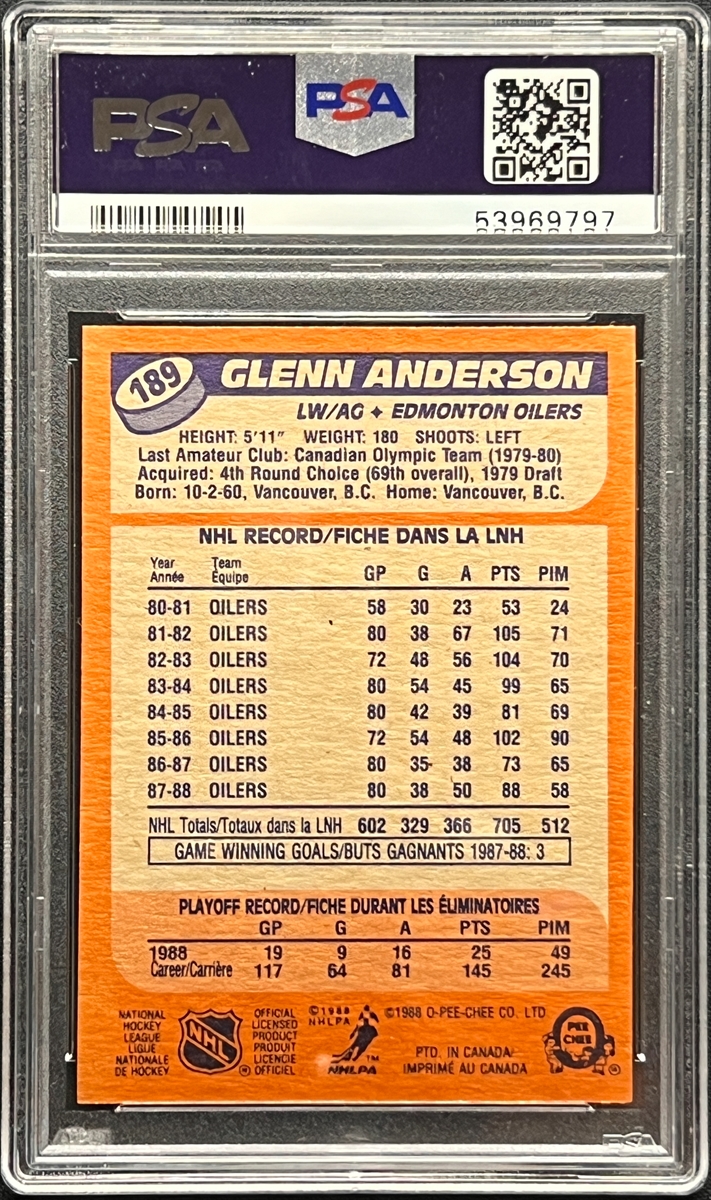 PSA PSA
53969797
189 GLENN ANDERSON
LW/AG ✦ EDMONTON OILERS
HEIGHT: 5'11" WEIGHT: 180 SHOOTS: LEFT
Last Amateur Club: Canadian Olympic Team (1979-80)
Acquired: 4th Round Choice (69th overall), 1979 Draft
Born: 10-2-60, Vancouver, B.C. Home: Vancouver, B.C.
NHL RECORD/FICHE DANS LA LNH
Year Team
Année Équipe GP G A PTS PIM
80-81 OILERS 58 30 23 53 24
81-82 OILERS 80 38 67 105 71
82-83 OILERS 72 48 56 104 70
83-84 OILERS 80 54 45 99 65
84-85 OILERS 80 42 39 81 69
85-86 OILERS 72 54 48 102 90
86-87 OILERS 80 35 38 73 65
87-88 OILERS 80 38 50 88 58
NHL Totals/Totaux dans la LNH 602 329 366 705 512
GAME WINNING GOALS/BUTS GAGNANTS 1987-88: 3
PLAYOFF RECORD/FICHE DURANT LES ÉLIMINATOIRES
GP G A PTS PIM
1988 19 9 16 25 49
Career/Carrière 117 64 81 145 245
NATIONAL
HOCKEY
LEAGUE
LIGUE
NATIONALE
DE HOCKEY
NHL
®
OFFICIAL
LICENSED
PRODUCT
PRODUIT
LICENCIE
OFFICIEL
©1988
NHLPA
TM
NHLPA
©1988 O-PEE-CHEE CO. LTD
PTD. IN CANADA/
IMPRIMÉ AU CANADA
PEE
CHEE
PSA